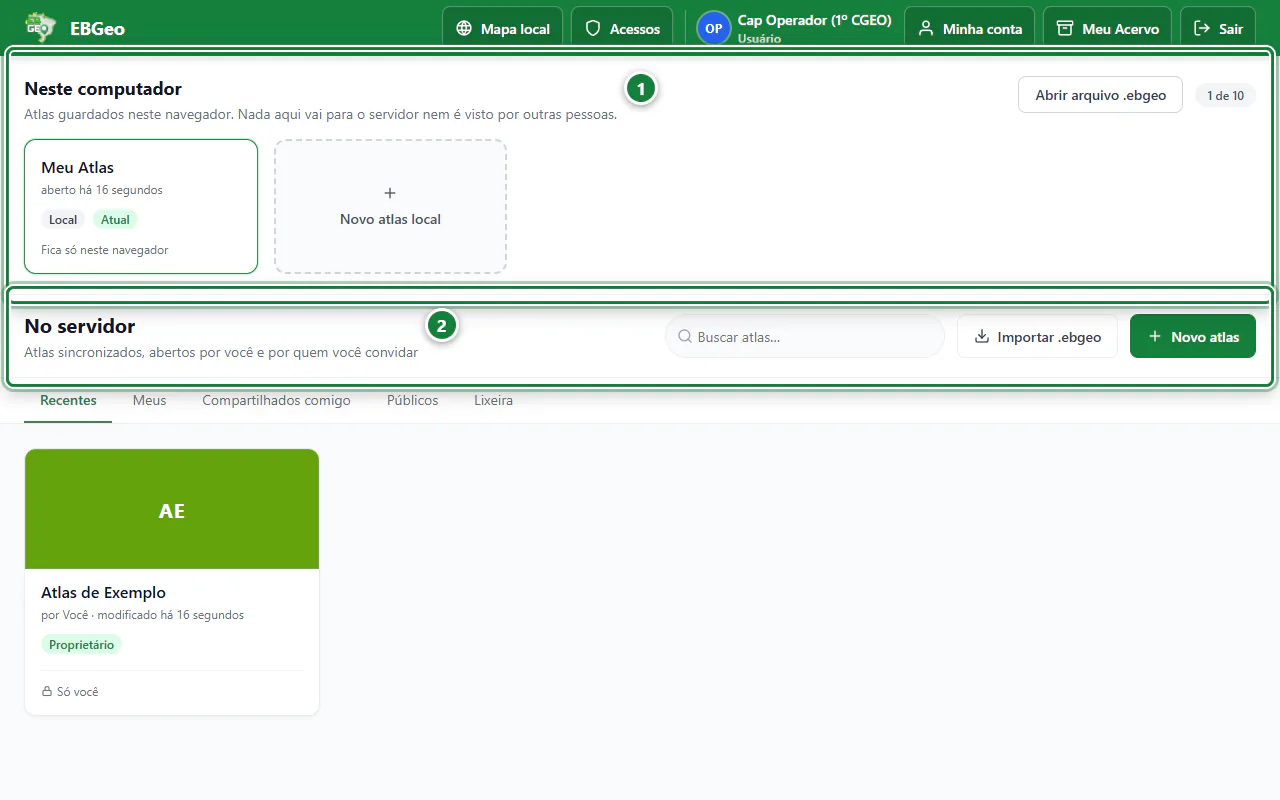 GEO
EBGeo
Mapa local
Acessos
OP
Cap Operador (1º CGEO)
Usuário
Minha conta
Meu Acervo
Sair
Neste computador
1
Abrir arquivo .ebgeo
1 de 10
Atlas guardados neste navegador. Nada aqui vai para o servidor nem é visto por outras pessoas.
Meu Atlas
aberto há 16 segundos
Local
Atual
Fica só neste navegador
+
Novo atlas local
No servidor
2
Atlas sincronizados, abertos por você e por quem você convidar
Buscar atlas...
Importar .ebgeo
+ Novo atlas
Recentes
Meus
Compartilhados comigo
Públicos
Lixeira
AE
Atlas de Exemplo
por Você · modificado há 16 segundos
Proprietário
Só você